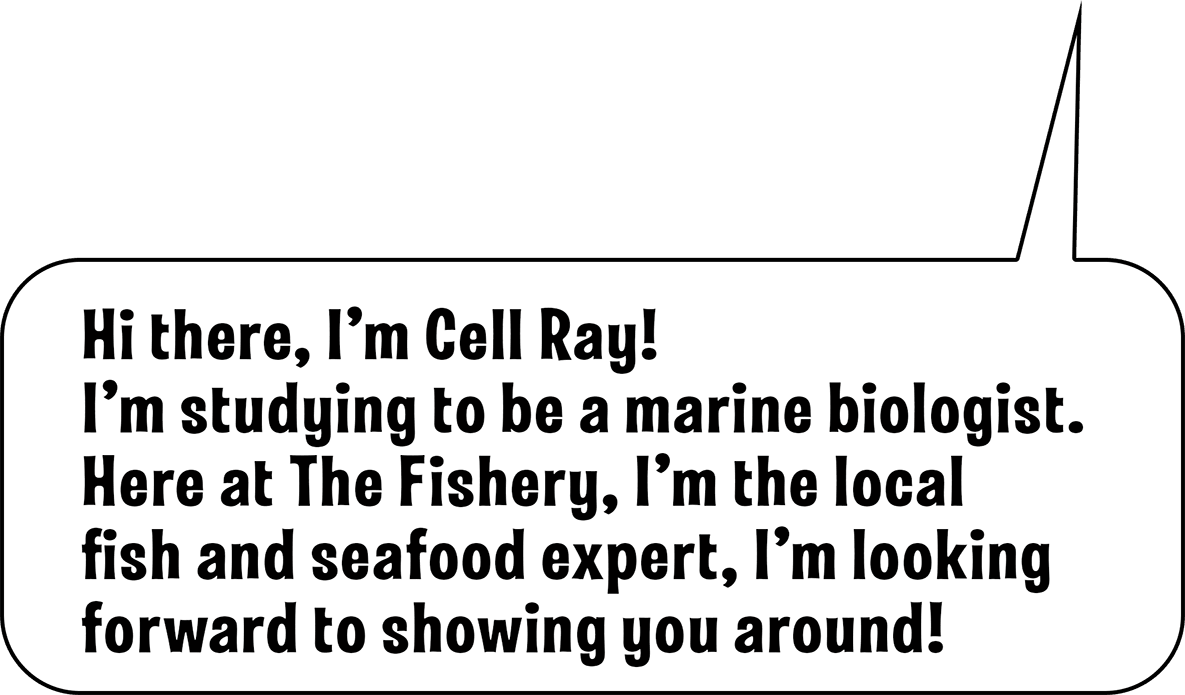 Hi there, I’m Cell Ray!
I’m studying to be a marine biologist.
Here at The Fishery, I’m the local
fish and seafood expert, I’m looking
forward to showing you around!